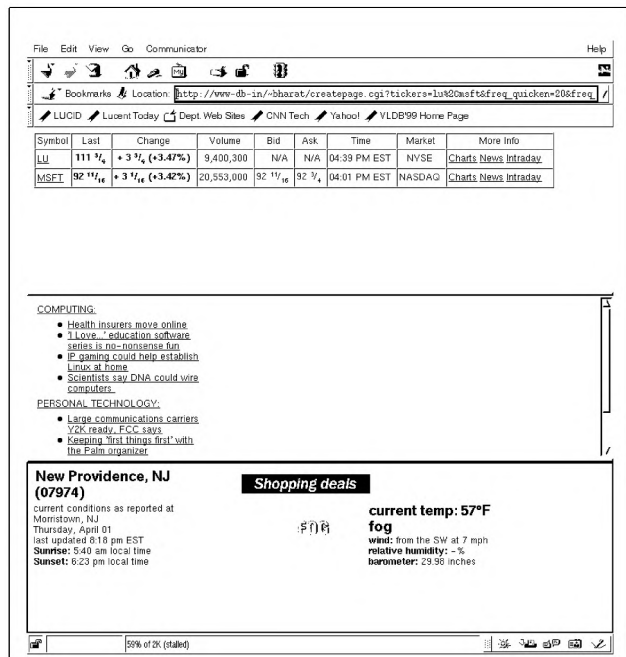 File Edit View Go Communicator Help
Bookmarks Location: http://www-db-in/~bharat/createpage.cgi?tickers=lu%2Cmsft&freq_quicken=20&freq_
LUCID Lucent Today Dept. Web Sites CNN Tech Yahoo! VLDB'99 Home Page
Symbol Last Change Volume Bid Ask Time Market More Info
LU 111 3/4 + 3 3/4 (+3.47%) 9,400,300 N/A N/A 04:39 PM EST NYSE Charts News Intraday
MSFT 92 11/16 + 3 1/16 (+3.42%) 20,553,000 92 11/16 92 3/4 04:01 PM EST NASDAQ Charts News Intraday
COMPUTING:
Health insurers move online
'I Love...' education software
series is no-nonsense fun
IP gaming could help establish
Linux at home
Scientists say DNA could wire
computers
PERSONAL TECHNOLOGY:
Large communications carriers
Y2K ready, FCC says
Keeping 'first things first' with
the Palm organizer
New Providence, NJ
(07974)
current conditions as reported at
Morristown, NJ
Thursday, April 01
last updated 8:18 pm EST
Sunrise: 5:40 am local time
Sunset: 6:23 pm local time
Shopping deals
current temp: 57°F
fog
wind: from the SW at 7 mph
relative humidity: -%
barometer: 29.98 inches
59% of 2K (stalled)